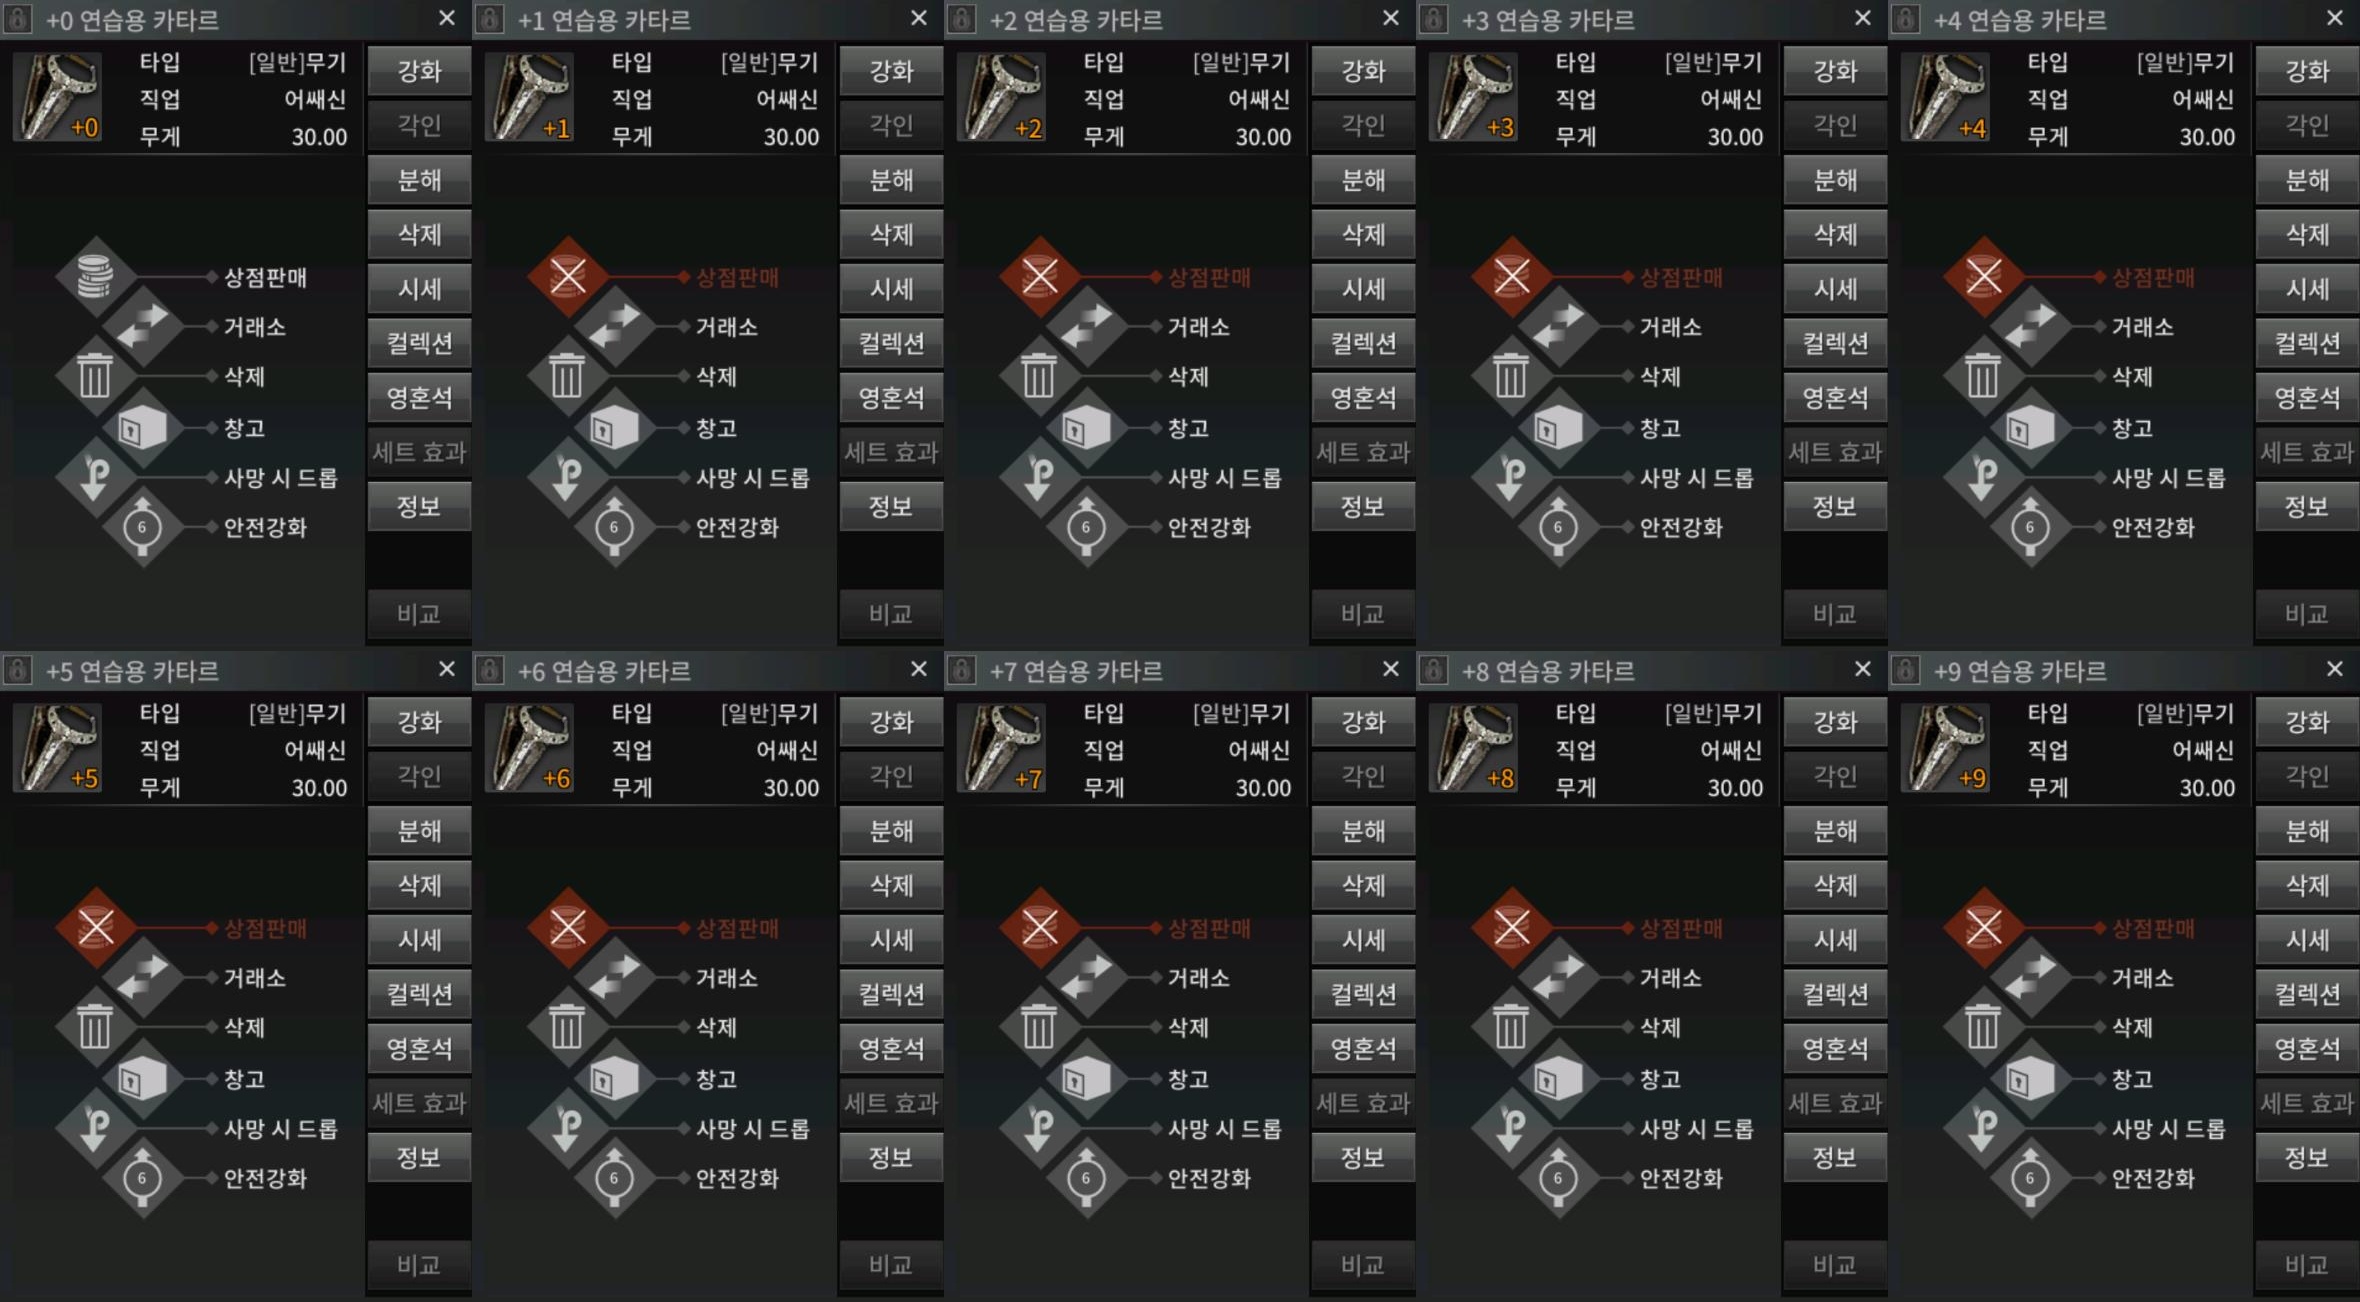 +0 연습용 카타르
타입 [일반]무기
직업 어쌔신
무게 30.00
+0
상점판매
거래소
삭제
창고
사망 시 드롭
6 안전강화
강화
각인
분해
삭제
시세
컬렉션
영혼석
세트 효과
정보
비교
+1 연습용 카타르
타입 [일반]무기
직업 어쌔신
무게 30.00
+1
상점판매
거래소
삭제
창고
사망 시 드롭
6 안전강화
강화
각인
분해
삭제
시세
컬렉션
영혼석
세트 효과
정보
비교
+2 연습용 카타르
타입 [일반]무기
직업 어쌔신
무게 30.00
+2
상점판매
거래소
삭제
창고
사망 시 드롭
6 안전강화
강화
각인
분해
삭제
시세
컬렉션
영혼석
세트 효과
정보
비교
+3 연습용 카타르
타입 [일반]무기
직업 어쌔신
무게 30.00
+3
상점판매
거래소
삭제
창고
사망 시 드롭
6 안전강화
강화
각인
분해
삭제
시세
컬렉션
영혼석
세트 효과
정보
비교
+4 연습용 카타르
타입 [일반]무기
직업 어쌔신
무게 30.00
+4
상점판매
거래소
삭제
창고
사망 시 드롭
6 안전강화
강화
각인
분해
삭제
시세
컬렉션
영혼석
세트 효과
정보
비교
+5 연습용 카타르
타입 [일반]무기
직업 어쌔신
무게 30.00
+5
상점판매
거래소
삭제
창고
사망 시 드롭
6 안전강화
강화
각인
분해
삭제
시세
컬렉션
영혼석
세트 효과
정보
비교
+6 연습용 카타르
타입 [일반]무기
직업 어쌔신
무게 30.00
+6
상점판매
거래소
삭제
창고
사망 시 드롭
6 안전강화
강화
각인
분해
삭제
시세
컬렉션
영혼석
세트 효과
정보
비교
+7 연습용 카타르
타입 [일반]무기
직업 어쌔신
무게 30.00
+7
상점판매
거래소
삭제
창고
사망 시 드롭
6 안전강화
강화
각인
분해
삭제
시세
컬렉션
영혼석
세트 효과
정보
비교
+8 연습용 카타르
타입 [일반]무기
직업 어쌔신
무게 30.00
+8
상점판매
거래소
삭제
창고
사망 시 드롭
6 안전강화
강화
각인
분해
삭제
시세
컬렉션
영혼석
세트 효과
정보
비교
+9 연습용 카타르
타입 [일반]무기
직업 어쌔신
무게 30.00
+9
상점판매
거래소
삭제
창고
사망 시 드롭
6 안전강화
강화
각인
분해
삭제
시세
컬렉션
영혼석
세트 효과
정보
비교